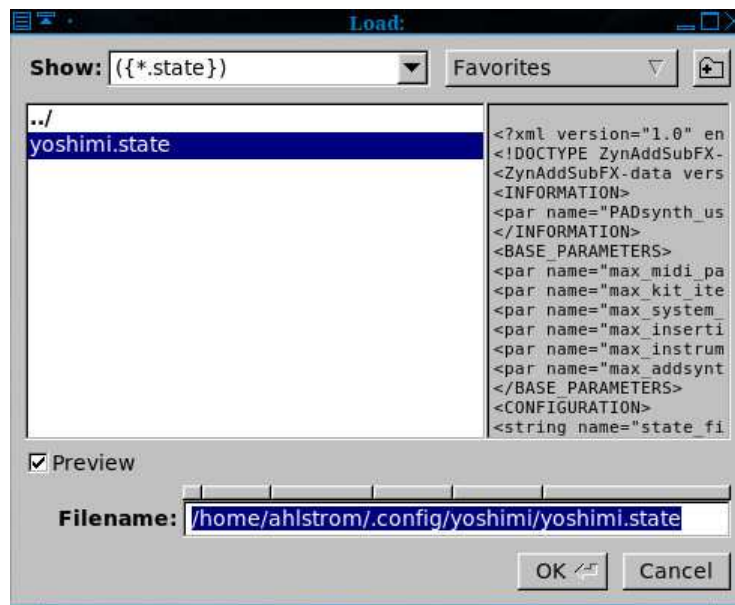 Load:
Show: ({*.state}) Favorites
../
yoshimi.state
<?xml version="1.0" en
<!DOCTYPE ZynAddSubFX-
<ZynAddSubFX-data vers
<INFORMATION>
<par name="PADsynth_us
</INFORMATION>
<BASE_PARAMETERS>
<par name="max_midi_pa
<par name="max_kit_ite
<par name="max_system_
<par name="max_inserti
<par name="max_instrum
<par name="max_addsynt
</BASE_PARAMETERS>
<CONFIGURATION>
<string name="state_fi
Preview
Filename: /home/ahlstrom/.config/yoshimi/yoshimi.state
OK Cancel